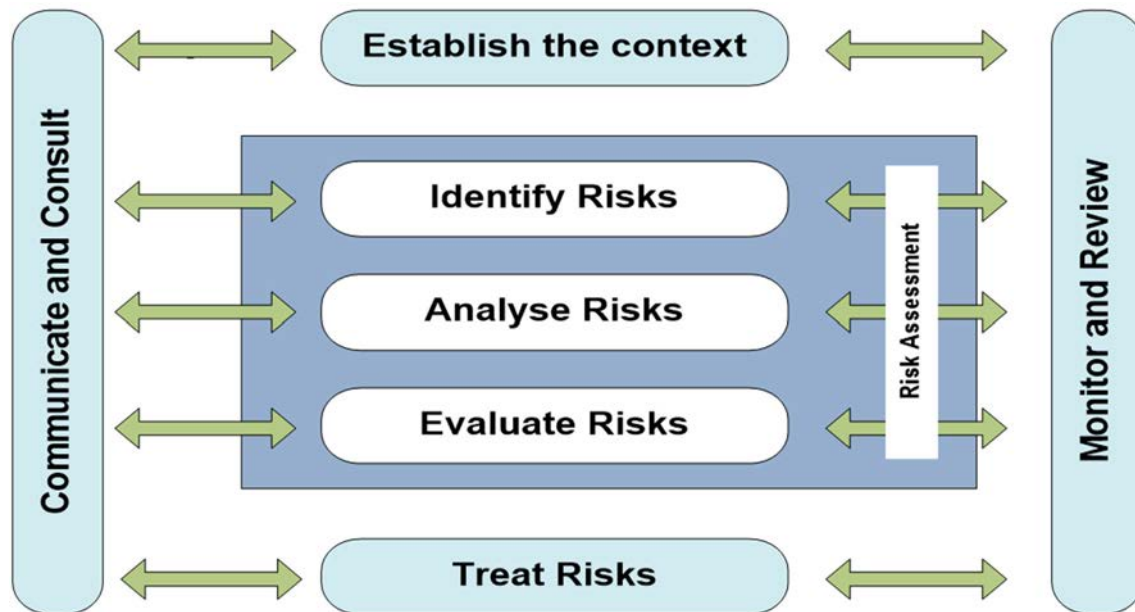 Communicate and Consult
Establish the context
Identify Risks
Analyse Risks
Evaluate Risks
Risk Assessment
Treat Risks
Monitor and Review